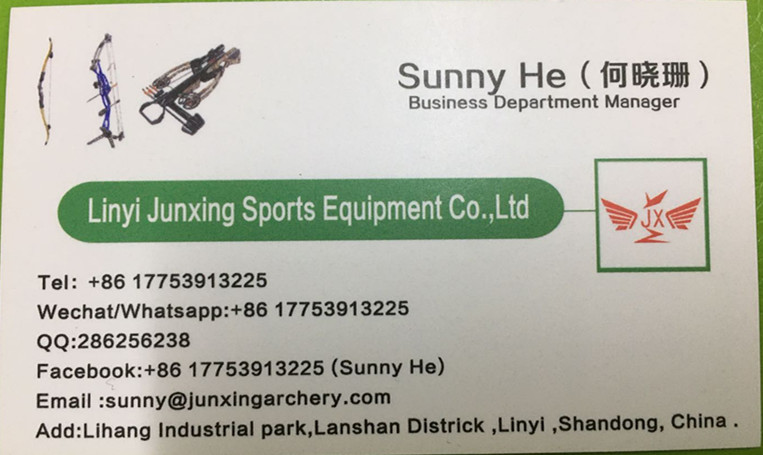 Sunny He（何晓珊）
Business Department Manager
Linyi Junxing Sports Equipment Co.,Ltd
JX
Tel: +86 17753913225
Wechat/Whatsapp:+86 17753913225
QQ:286256238
Facebook:+86 17753913225 (Sunny He)
Email :sunny@junxingarchery.com
Add:Lihang Industrial park,Lanshan Districk ,Linyi ,Shandong, China .